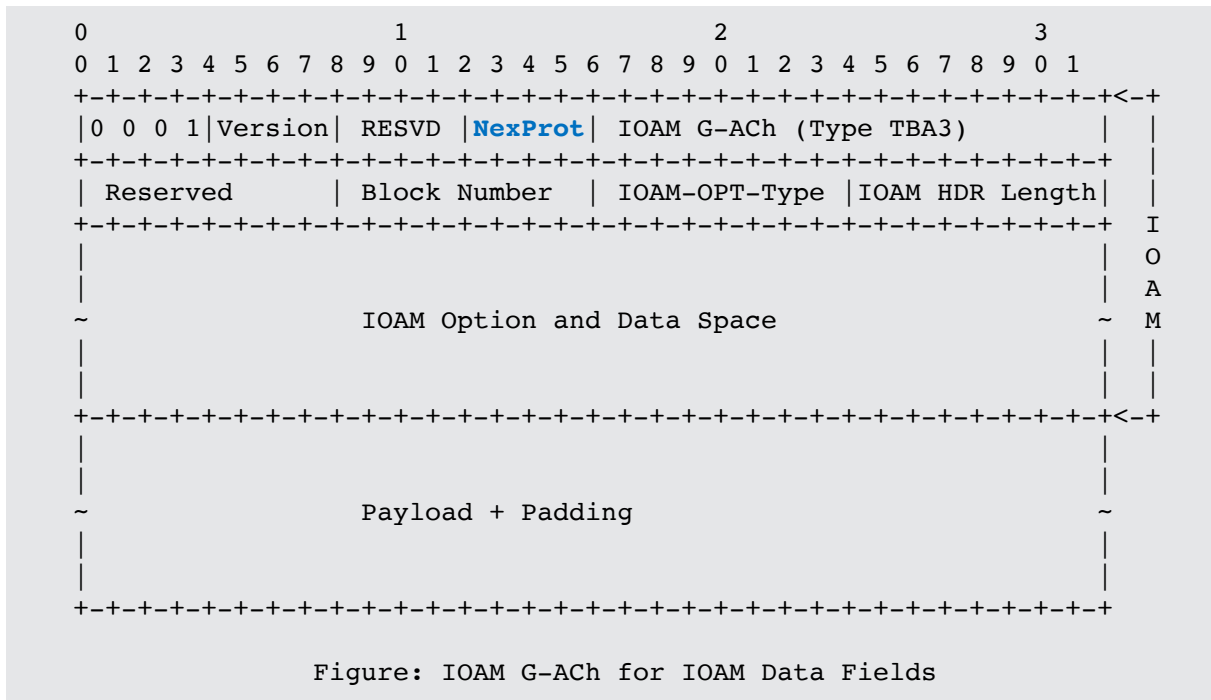 0                   1                   2                   3
0 1 2 3 4 5 6 7 8 9 0 1 2 3 4 5 6 7 8 9 0 1 2 3 4 5 6 7 8 9 0 1
+-+-+-+-+-+-+-+-+-+-+-+-+-+-+-+-+-+-+-+-+-+-+-+-+-+-+-+-+-+-+-+-+<-+
|0 0 0 1|Version| RESVD |NexProt| IOAM G-ACh (Type TBA3)        |  |
+-+-+-+-+-+-+-+-+-+-+-+-+-+-+-+-+-+-+-+-+-+-+-+-+-+-+-+-+-+-+-+-+  |
| Reserved      | Block Number  | IOAM-OPT-Type |IOAM HDR Length|  |
+-+-+-+-+-+-+-+-+-+-+-+-+-+-+-+-+-+-+-+-+-+-+-+-+-+-+-+-+-+-+-+-+  I
|                                                               |  O
|                                                               |  A
~                 IOAM Option and Data Space                    ~  M
|                                                               |  |
|                                                               |  |
+-+-+-+-+-+-+-+-+-+-+-+-+-+-+-+-+-+-+-+-+-+-+-+-+-+-+-+-+-+-+-+-+<-+
|                                                               |
|                                                               |
~                 Payload + Padding                             ~
|                                                               |
|                                                               |
+-+-+-+-+-+-+-+-+-+-+-+-+-+-+-+-+-+-+-+-+-+-+-+-+-+-+-+-+-+-+-+-+
Figure: IOAM G-ACh for IOAM Data Fields